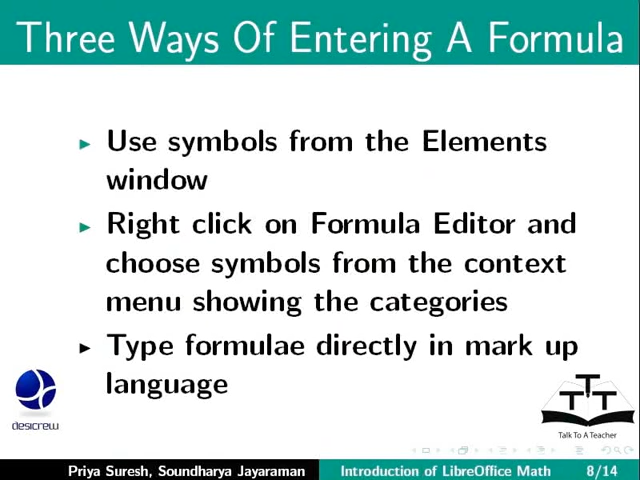 Three Ways Of Entering A Formula
Use symbols from the Elements
window
Right click on Formula Editor and
choose symbols from the context
menu showing the categories
Type formulae directly in mark up
language
desicrew
TTT
Talk To A Teacher
Priya Suresh, Soundharya Jayaraman Introduction of LibreOffice Math 8/14